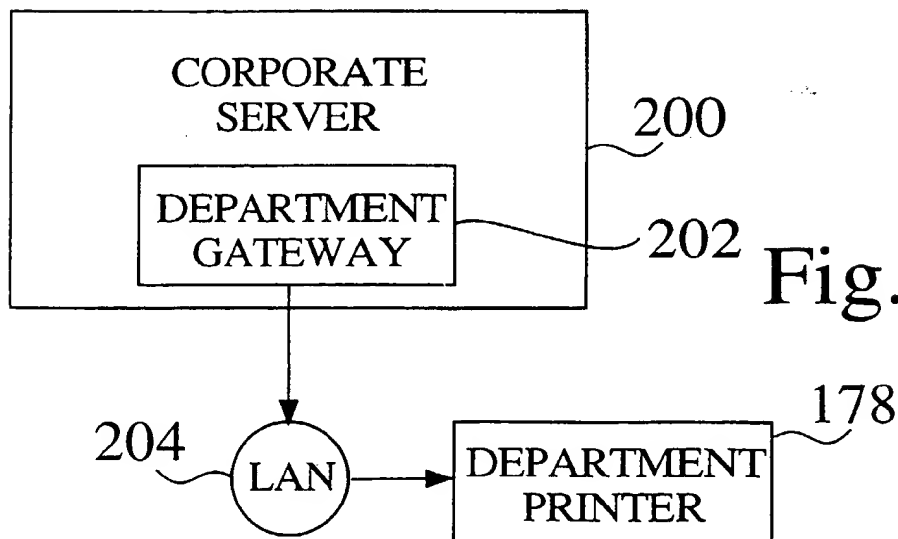 CORPORATE
SERVER
200
DEPARTMENT
GATEWAY
202
Fig.
178
204
LAN
DEPARTMENT
PRINTER